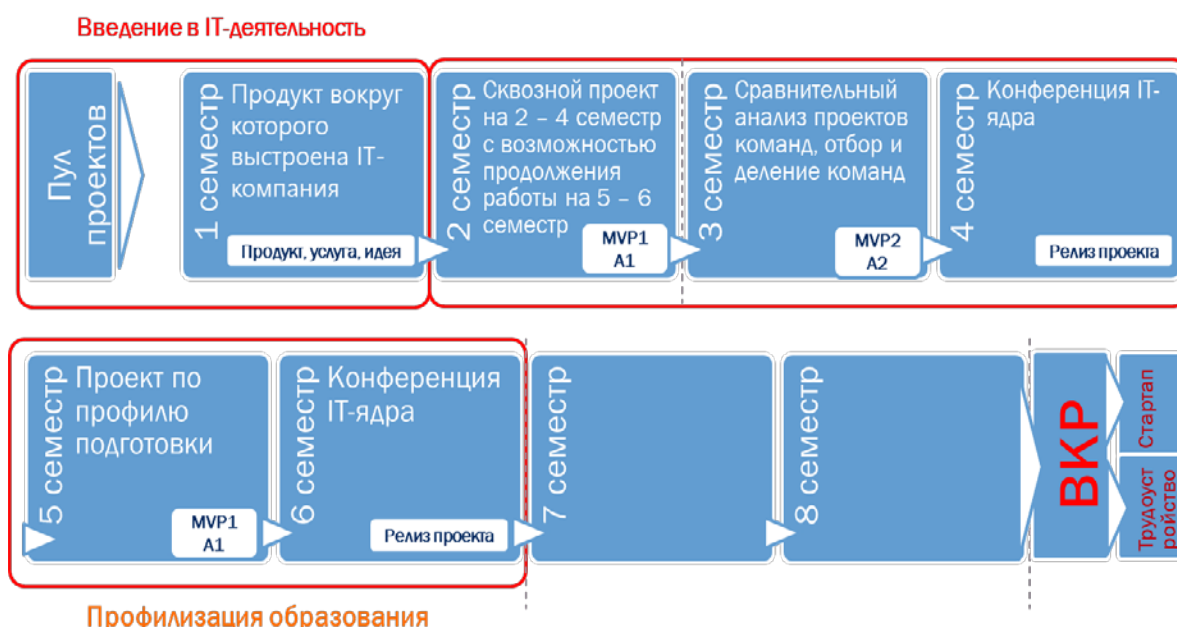 Введение в IT-деятельность
Пул
проектов
1 семестр
Продукт вокруг
которого
выстроена IT-
компания
Продукт, услуга, идея
2 семестр
Сквозной проект
на 2 – 4 семестр
с возможностью
продолжения
работы на 5 – 6
семестр
MVP1
A1
3 семестр
Сравнительный
анализ проектов
команд, отбор и
деление команд
MVP2
A2
4 семестр
Конференция IT-
ядра
Релиз проекта
5 семестр
Проект по
профилю
подготовки
MVP1
A1
6 семестр
Конференция
IT-ядра
Релиз проекта
7 семестр
8 семестр
ВКР
Стартап
Трудоуст
ройство
Профилизация образования